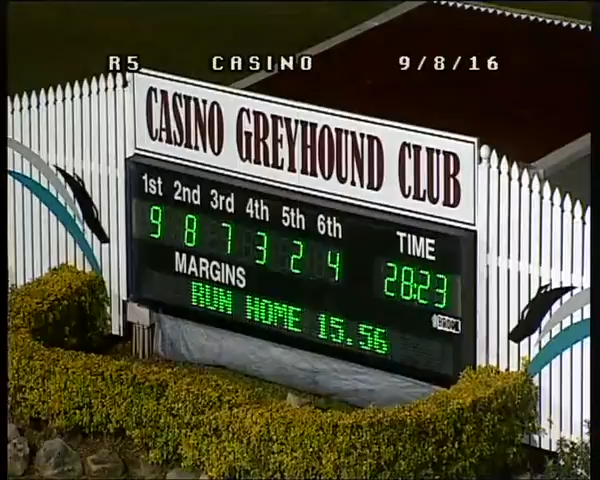 R5 CASINO 9/8/16
CASINO GREYHOUND CLUB
1st 2nd 3rd 4th 5th 6th TIME
9 8 7 3 2 4 28:23
MARGINS
RUN HOME 15.56